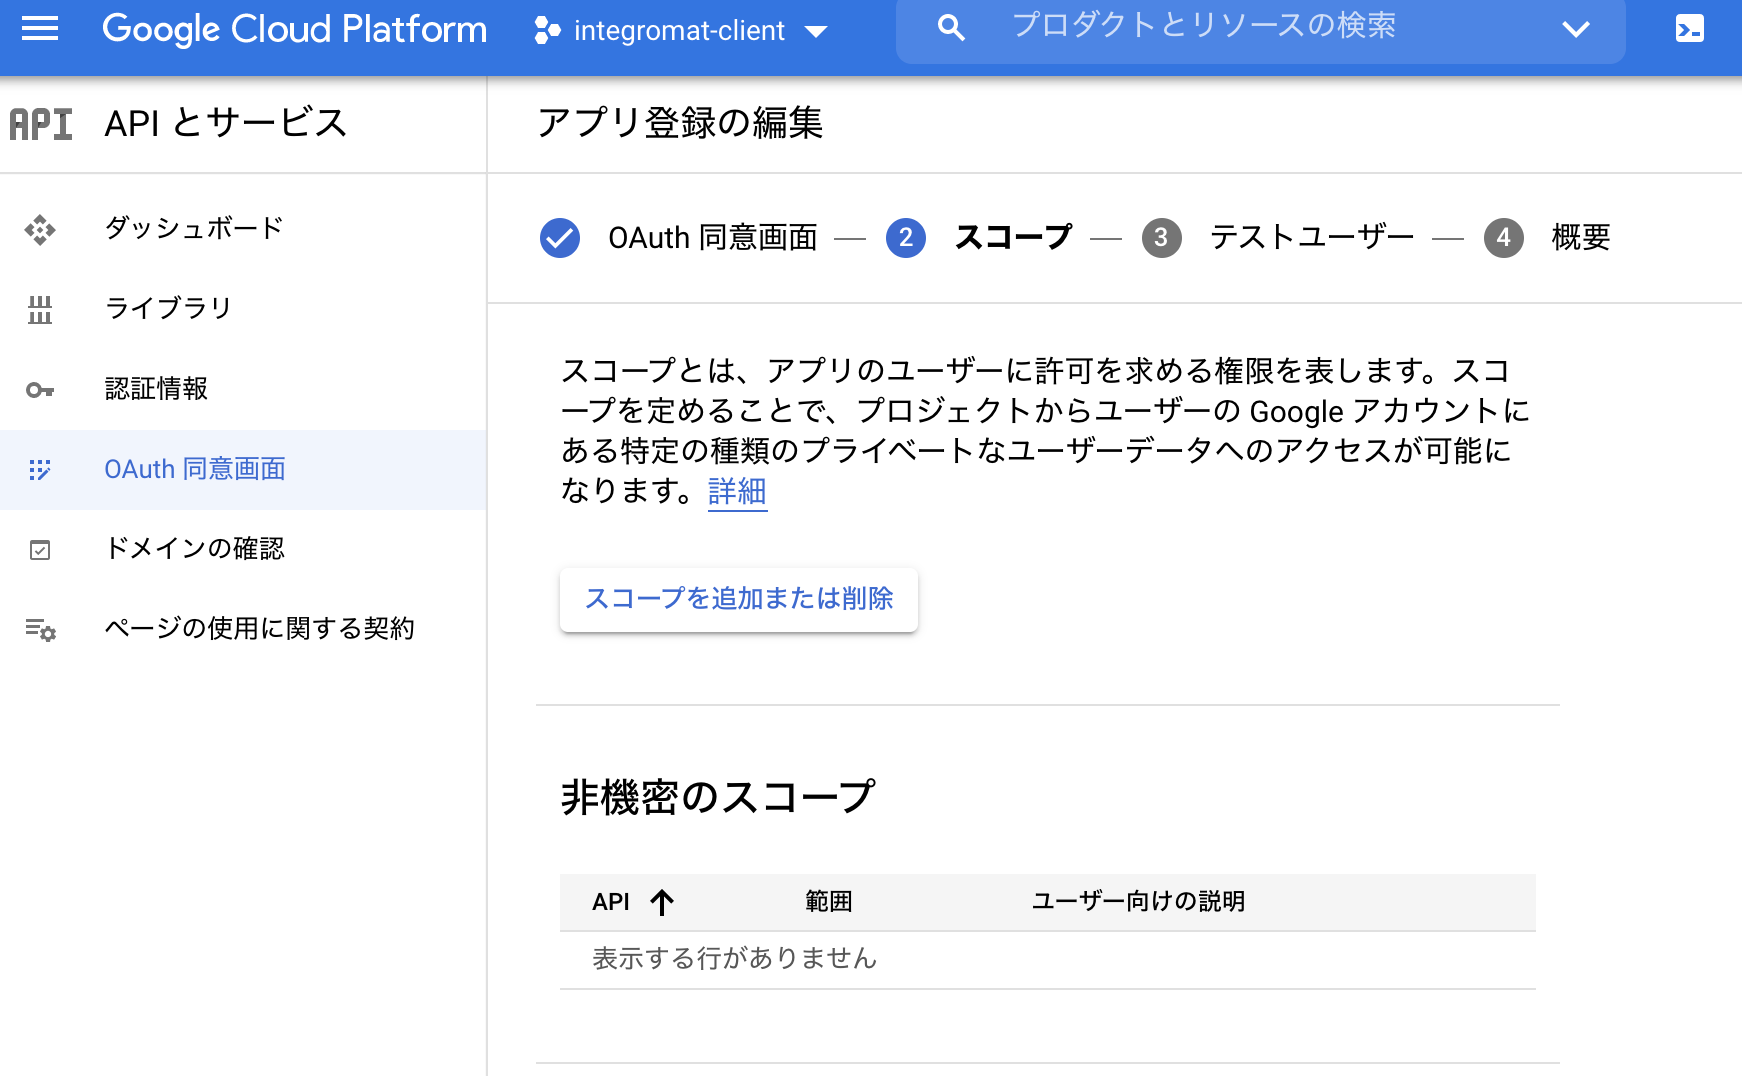 Google Cloud Platform
integromat-client
プロダクトとリソースの検索
API API とサービス
アプリ登録の編集
ダッシュボード
ライブラリ
認証情報
OAuth 同意画面
ドメインの確認
ページの使用に関する契約
OAuth 同意画面 — 2 スコープ — 3 テストユーザー — 4 概要
スコープとは、アプリのユーザーに許可を求める権限を表します。スコ
ープを定めることで、プロジェクトからユーザーの Google アカウントに
ある特定の種類のプライベートなユーザーデータへのアクセスが可能に
なります。詳細
スコープを追加または削除
非機密のスコープ
API 範囲 ユーザー向けの説明
表示する行がありません